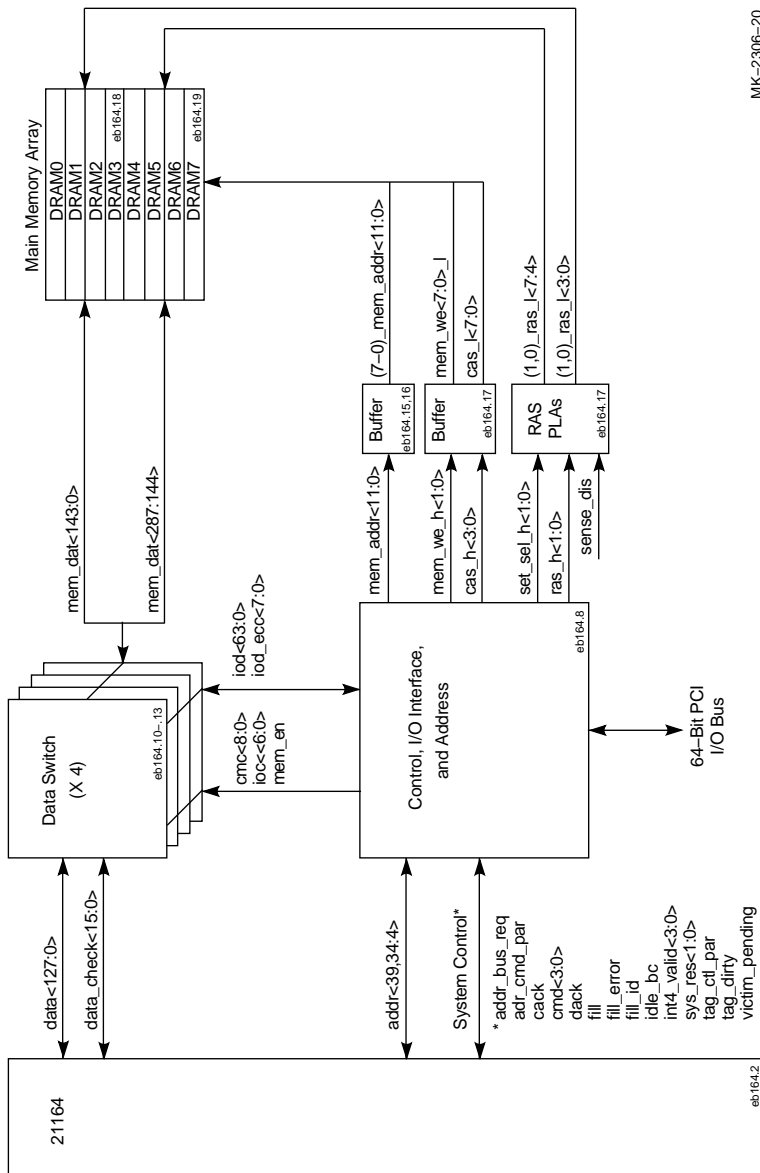 21164
eb164.2
data<127:0>
data_check<15:0>
addr<39,34:4>
System Control*
* addr_bus_req
adr_cmd_par
cack
cmd<3:0>
dack
fill
fill_error
fill_id
idle_bc
int4_valid<3:0>
sys_res<1:0>
tag_ctl_par
tag_dirty
victim_pending
Data Switch
(X 4)
eb164.10-.13
cmc<8:0>
ioc<<6:0>
mem_en
iod<63:0>
iod_ecc<7:0>
Control, I/O Interface,
and Address
eb164.8
64-Bit PCI
I/O Bus
mem_dat<143:0>
mem_dat<287:144>
mem_addr<11:0>
mem_we_h<1:0>
cas_h<3:0>
set_sel_h<1:0>
ras_h<1:0>
sense_dis
Buffer
eb164.15,16
Buffer
eb164.17
RAS
PLAs
eb164.17
(7-0)_mem_addr<11:0>
mem_we<7:0>_l
cas_l<7:0>
(1,0)_ras_l<7:4>
(1,0)_ras_l<3:0>
Main Memory Array
DRAM0
DRAM1
DRAM2
DRAM3
eb164.18
DRAM4
DRAM5
DRAM6
DRAM7
eb164.19
MK-2306-20